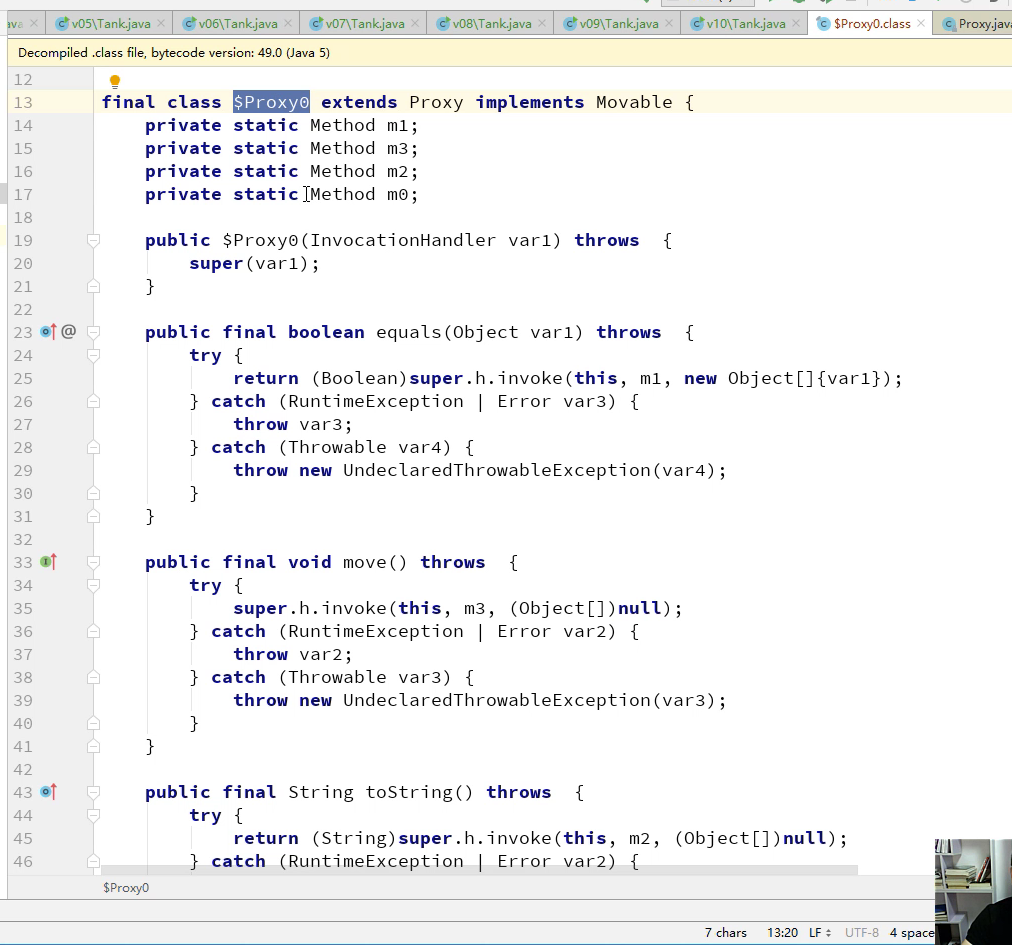 v05\Tank.java
v06\Tank.java
v07\Tank.java
v08\Tank.java
v09\Tank.java
v10\Tank.java
$Proxy0.class
Proxy.java
Decompiled .class file, bytecode version: 49.0 (Java 5)
12
13 final class $Proxy0 extends Proxy implements Movable {
14 private static Method m1;
15 private static Method m3;
16 private static Method m2;
17 private static Method m0;
18
19 public $Proxy0(InvocationHandler var1) throws  {
20 super(var1);
21 }
22
23 @ public final boolean equals(Object var1) throws  {
24 try {
25 return (Boolean)super.h.invoke(this, m1, new Object[]{var1});
26 } catch (RuntimeException | Error var3) {
27 throw var3;
28 } catch (Throwable var4) {
29 throw new UndeclaredThrowableException(var4);
30 }
31 }
32
33 public final void move() throws  {
34 try {
35 super.h.invoke(this, m3, (Object[])null);
36 } catch (RuntimeException | Error var2) {
37 throw var2;
38 } catch (Throwable var3) {
39 throw new UndeclaredThrowableException(var3);
40 }
41 }
42
43 public final String toString() throws  {
44 try {
45 return (String)super.h.invoke(this, m2, (Object[])null);
46 } catch (RuntimeException | Error var2) {
$Proxy0
7 chars 13:20 LF UTF-8 4 space